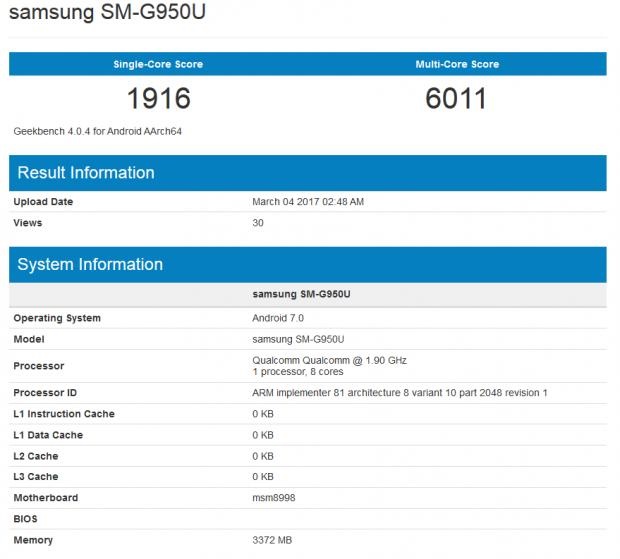 samsung SM-G950U
Single-Core Score Multi-Core Score
1916 6011
Geekbench 4.0.4 for Android AArch64
Result Information
Upload Date March 04 2017 02:48 AM
Views 30
System Information
samsung SM-G950U
Operating System Android 7.0
Model samsung SM-G950U
Processor Qualcomm Qualcomm @ 1.90 GHz
1 processor, 8 cores
Processor ID ARM implementer 81 architecture 8 variant 10 part 2048 revision 1
L1 Instruction Cache 0 KB
L1 Data Cache 0 KB
L2 Cache 0 KB
L3 Cache 0 KB
Motherboard msm8998
BIOS
Memory 3372 MB